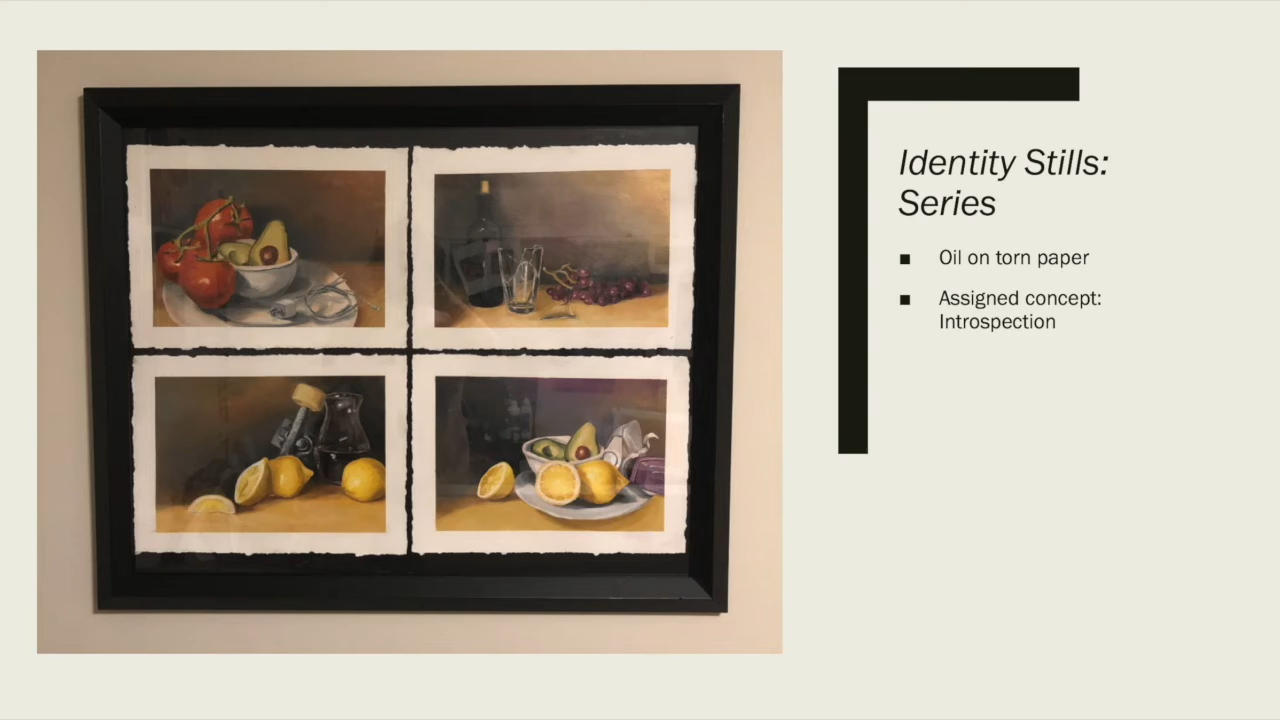 Identity Stills:
Series
■ Oil on torn paper
■ Assigned concept:
Introspection